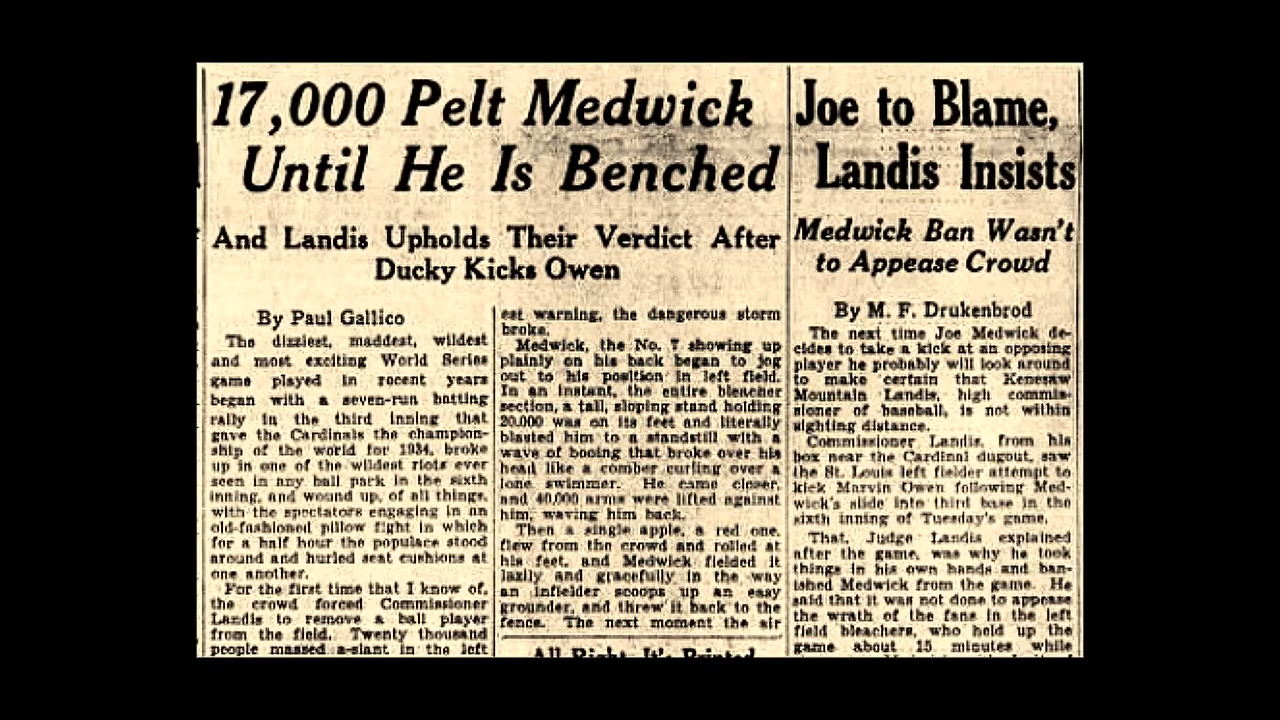 17,000 Pelt Medwick
Until He Is Benched
And Landis Upholds Their Verdict After
Ducky Kicks Owen
By Paul Gallico
The dizziest, maddest, wildest
and most exciting World Series
game played in recent years
began with a seven-run batting
rally in the third inning that
gave the Cardinals the champion-
ship of the world for 1934, broke
up in one of the wildest riots ever
seen in any ball park in the sixth
inning, and wound up, of all things,
with the spectators engaging in an
old-fashioned pillow fight in which
for a half hour the populace stood
around and hurled seat cushions at
one another.
For the first time that I know of,
the crowd forced Commissioner
Landis to remove a ball player
from the field. Twenty thousand
people massed a-slant in the left
est warning, the dangerous storm
broke.
Medwick, the No. 7 showing up
plainly on his back began to jog
out to his position in left field.
In an instant, the entire bleacher
section, a tall, sloping stand holding
20,000 was on its feet and literally
blasted him to a standstill with a
wave of booing that broke over his
head like a comber curling over a
lone swimmer. He came closer,
and 40,000 arms were lifted against
him, waving him back.
Then a single apple, a red one,
flew from the crowd and rolled at
his feet, and Medwick fielded it
lazily and gracefully in the way
an infielder scoops up an easy
grounder, and threw it back to the
fence. The next moment the air
All Right, It's Printed
Joe to Blame,
Landis Insists
Medwick Ban Wasn't
to Appease Crowd
By M. F. Drukenbrod
The next time Joe Medwick de-
cides to take a kick at an opposing
player he probably will look around
to make certain that Kenesaw
Mountain Landis, high commis-
sioner of baseball, is not within
sighting distance.
Commissioner Landis, from his
box near the Cardinal dugout, saw
the St. Louis left fielder attempt to
kick Marvin Owen following Med-
wick's slide into third base in the
sixth inning of Tuesday's game.
That, Judge Landis explained
after the game, was why he took
things in his own hands and ban-
ished Medwick from the game. He
said that it was not done to appease
the wrath of the fans in the left
field bleachers, who held up the
game about 15 minutes while